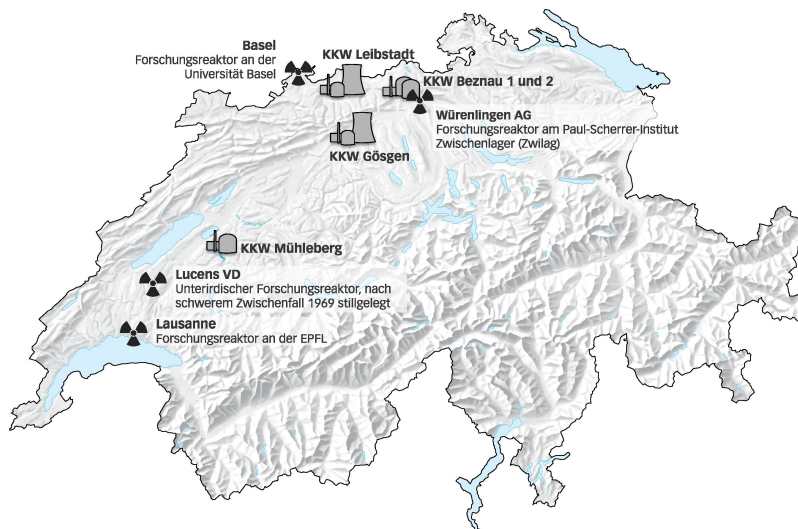 Basel
Forschungsreaktor an der
Universität Basel
KKW Leibstadt
KKW Beznau 1 und 2
Würenlingen AG
Forschungsreaktor am Paul-Scherrer-Institut
Zwischenlager (Zwilag)
KKW Gösgen
KKW Mühleberg
Lucens VD
Unterirdischer Forschungsreaktor, nach
schwerem Zwischenfall 1969 stillgelegt
Lausanne
Forschungsreaktor an der EPFL